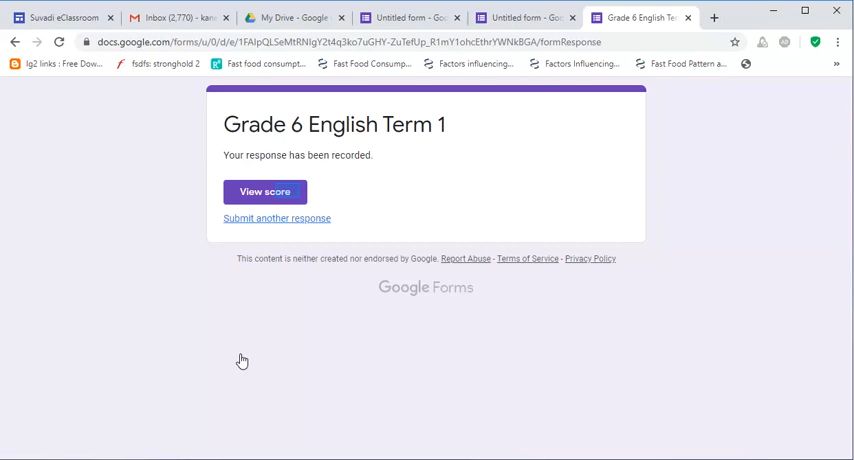 Suvadi eClassroom
Inbox (2,770) - kan
My Drive - Google
Untitled form - Goo
Untitled form - Goo
Grade 6 English Ter
docs.google.com/forms/u/0/d/e/1FAIpQLSeMtRNIgY2t4q3ko7uGHY-ZuTefUp_R1mY1ohcEthrYWNkBGA/formResponse
Ig2 links : Free Dow...
fsdfs: stronghold 2
Fast food consumpt...
Fast Food Consump...
Factors influencing...
Factors Influencing...
Fast Food Pattern a...
Grade 6 English Term 1
Your response has been recorded.
View score
Submit another response
This content is neither created nor endorsed by Google. Report Abuse - Terms of Service - Privacy Policy
Google Forms